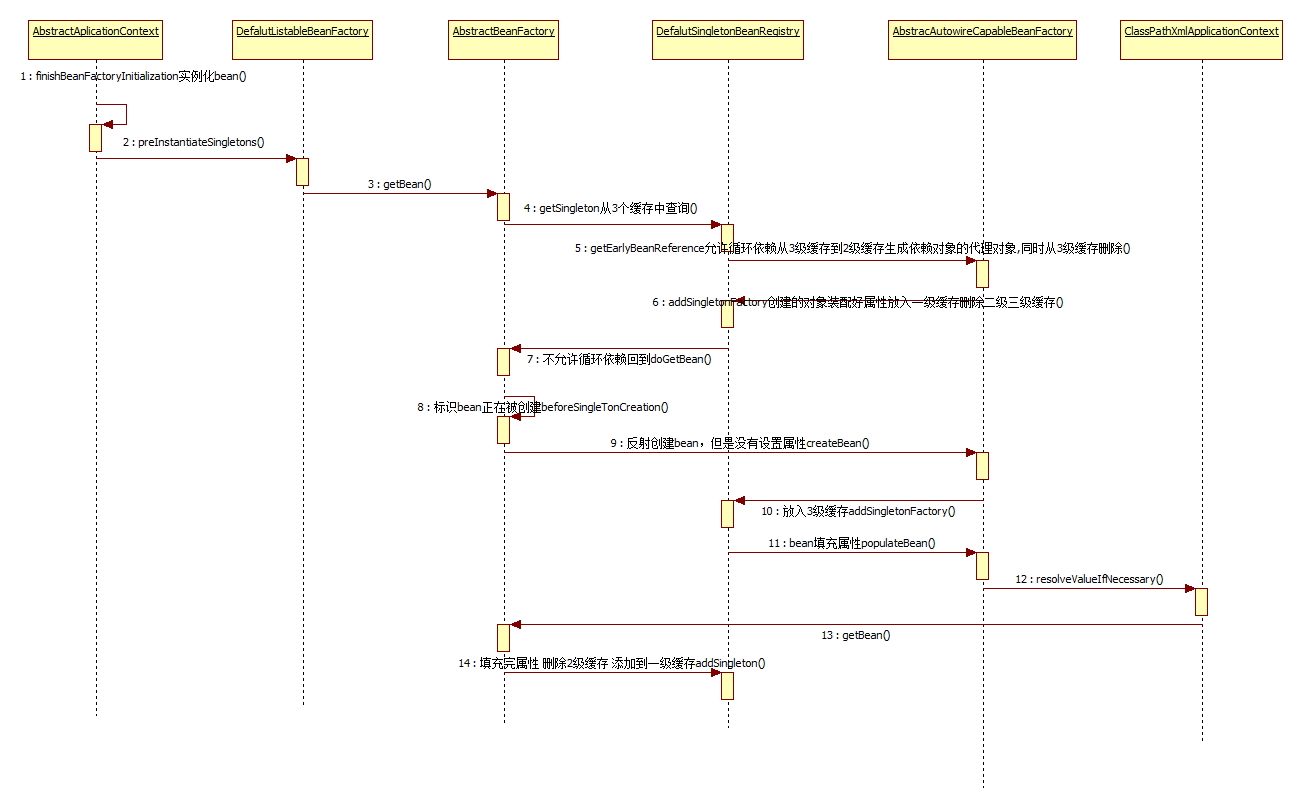 AbstractAplicationContext
DefalutListableBeanFactory
AbstractBeanFactory
DefalutSingletonBeanRegistry
AbstracAutowireCapableBeanFactory
ClassPathXmlApplicationContext
1 : finishBeanFactoryInitialization实例化bean()
2 : preInstantiateSingletons()
3 : getBean()
4 : getSingleton从3个缓存中查询()
5 : getEarlyBeanReference允许循环依赖从3级缓存到2级缓存生成依赖对象的代理对象,同时从3级缓存删除()
6 : addSingletonFactory创建的对象装配好属性放入一级缓存删除二级三级缓存()
7 : 不允许循环依赖回到doGetBean()
8 : 标识bean正在被创建beforeSingleTonCreation()
9 : 反射创建bean，但是没有设置属性createBean()
10 : 放入3级缓存addSingletonFactory()
11 : bean填充属性populateBean()
12 : resolveValueIfNecessary()
13 : getBean()
14 : 填充完属性 删除2级缓存 添加到一级缓存addSingleton()